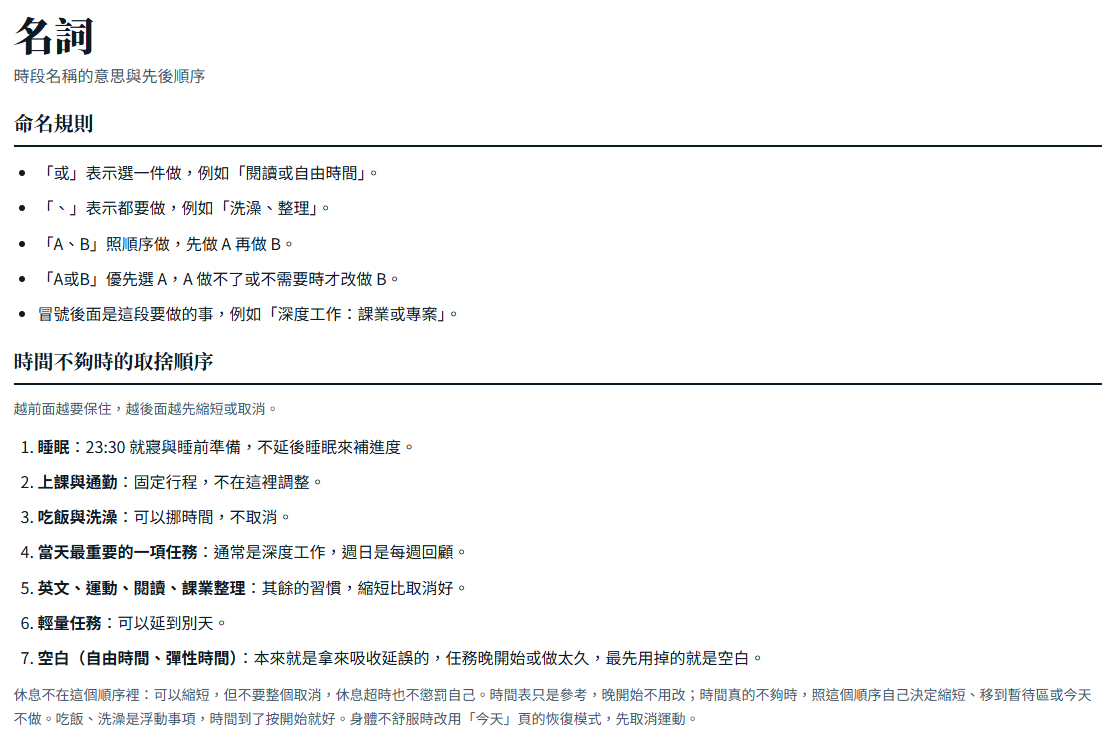 名詞
時段名稱的意思與先後順序
命名規則
• 「或」表示選一件做，例如「閱讀或自由時間」。
• 「、」表示都要做，例如「洗澡、整理」。
• 「A、B」照順序做，先做 A 再做 B。
• 「A或B」優先選 A，A 做不了或不需要時才改做 B。
• 冒號後面是這段要做的事，例如「深度工作：課業或專案」。
時間不夠時的取捨順序
越前面越要保住，越後面越先縮短或取消。
1. 睡眠：23:30 就寢與睡前準備，不延後睡眠來補進度。
2. 上課與通勤：固定行程，不在這裡調整。
3. 吃飯與洗澡：可以挪時間，不取消。
4. 當天最重要的一項任務：通常是深度工作，週日是每週回顧。
5. 英文、運動、閱讀、課業整理：其餘的習慣，縮短比取消好。
6. 輕量任務：可以延到別天。
7. 空白（自由時間、彈性時間）：本來就是拿來吸收延誤的，任務晚開始或做太久，最先用掉的就是空白。
休息不在這個順序裡：可以縮短，但不要整個取消，休息超時也不懲罰自己。時間表只是參考，晚開始不用改；時間真的不夠時，照這個順序自己決定縮短、移到暫待區或今天
不做。吃飯、洗澡是浮動事項，時間到了按開始就好。身體不舒服時改用「今天」頁的恢復模式，先取消運動。